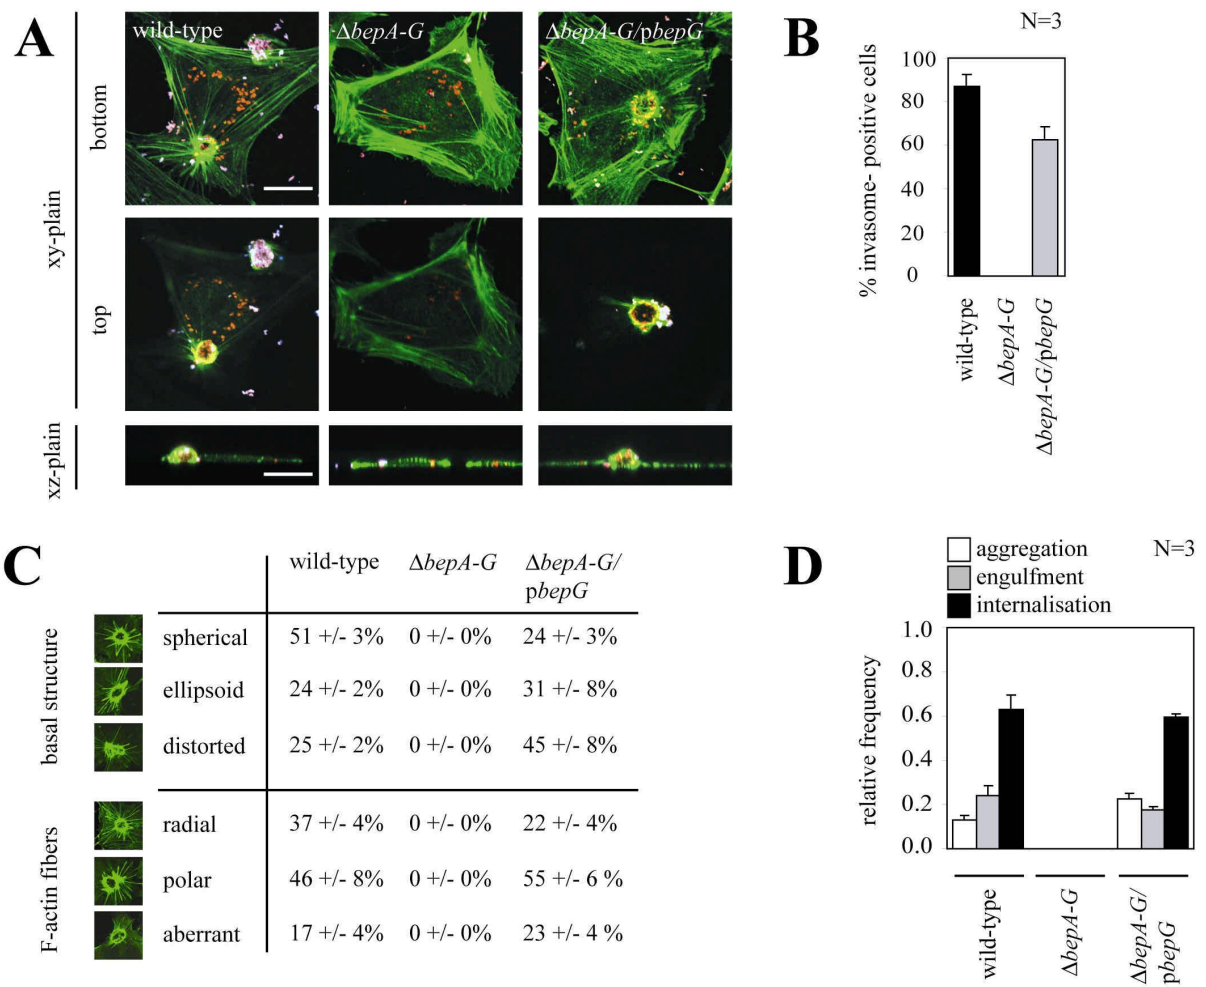 A
wild-type
ΔbepA-G
ΔbepA-G/pbepG
xy-plain
bottom
top
xz-plain
B
N=3
% invasome- positive cells
100
80
60
40
20
0
wild-type
ΔbepA-G
ΔbepA-G/pbepG
C
wild-type
ΔbepA-G
ΔbepA-G/
pbepG
basal structure
spherical 51 +/- 3% 0 +/- 0% 24 +/- 3%
ellipsoid 24 +/- 2% 0 +/- 0% 31 +/- 8%
distorted 25 +/- 2% 0 +/- 0% 45 +/- 8%
F-actin fibers
radial 37 +/- 4% 0 +/- 0% 22 +/- 4%
polar 46 +/- 8% 0 +/- 0% 55 +/- 6 %
aberrant 17 +/- 4% 0 +/- 0% 23 +/- 4 %
D
aggregation
engulfment
internalisation
N=3
relative frequency
1.0
0.8
0.6
0.4
0.2
0.0
wild-type
ΔbepA-G
ΔbepA-G/
pbepG